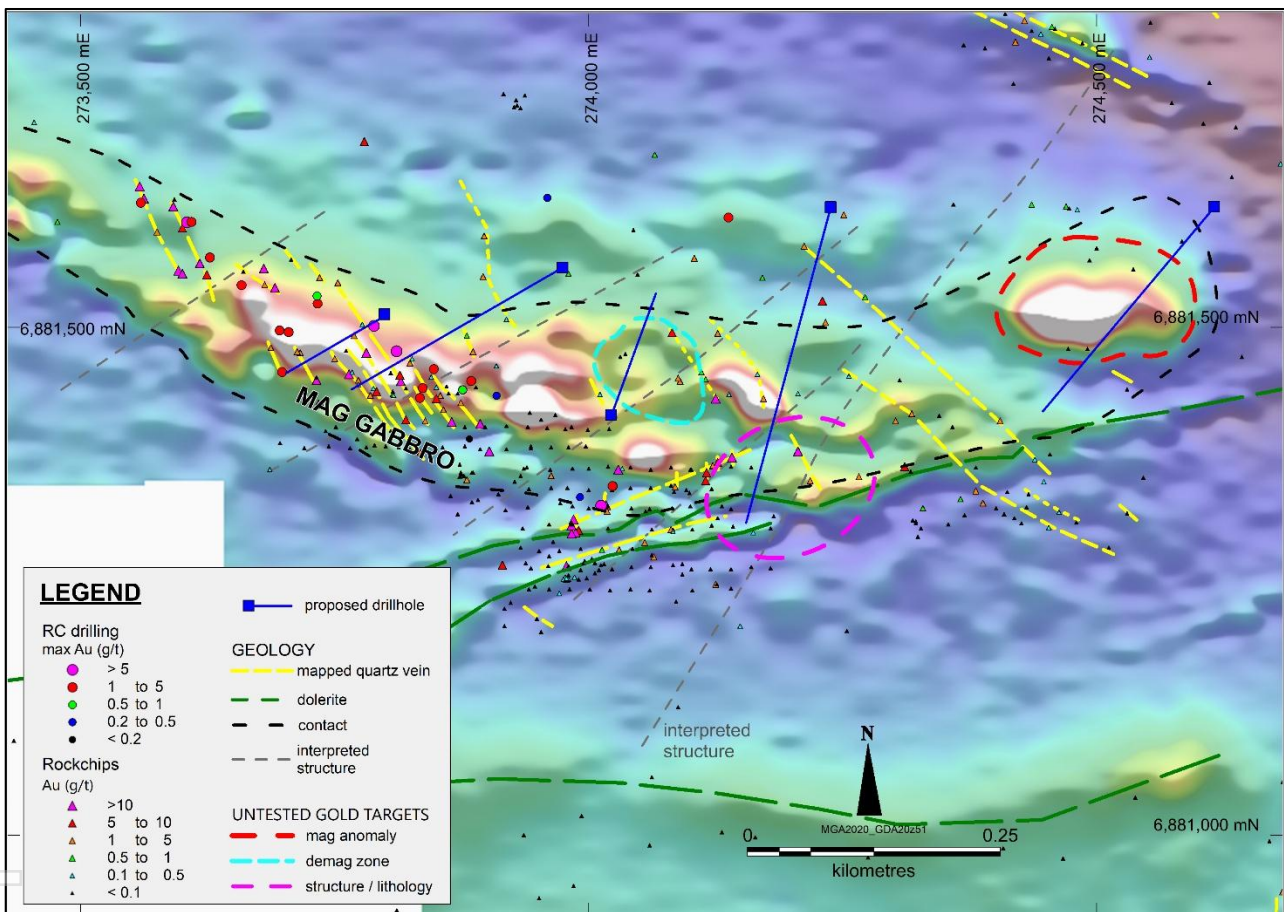 273,500 mE
274,000 mE
274,500 mE
6,881,500 mN
6,881,500 mN
MAG GABBRO
interpreted
structure
N
MGA2020_GDA20z51
0
0.25
kilometres
6,881,000 mN
LEGEND
RC drilling
max Au (g/t)
> 5
1 to 5
0.5 to 1
0.2 to 0.5
< 0.2
Rockchips
Au (g/t)
>10
5 to 10
1 to 5
0.5 to 1
0.1 to 0.5
< 0.1
proposed drillhole
GEOLOGY
mapped quartz vein
dolerite
contact
interpreted
structure
UNTESTED GOLD TARGETS
mag anomaly
demag zone
structure / lithology